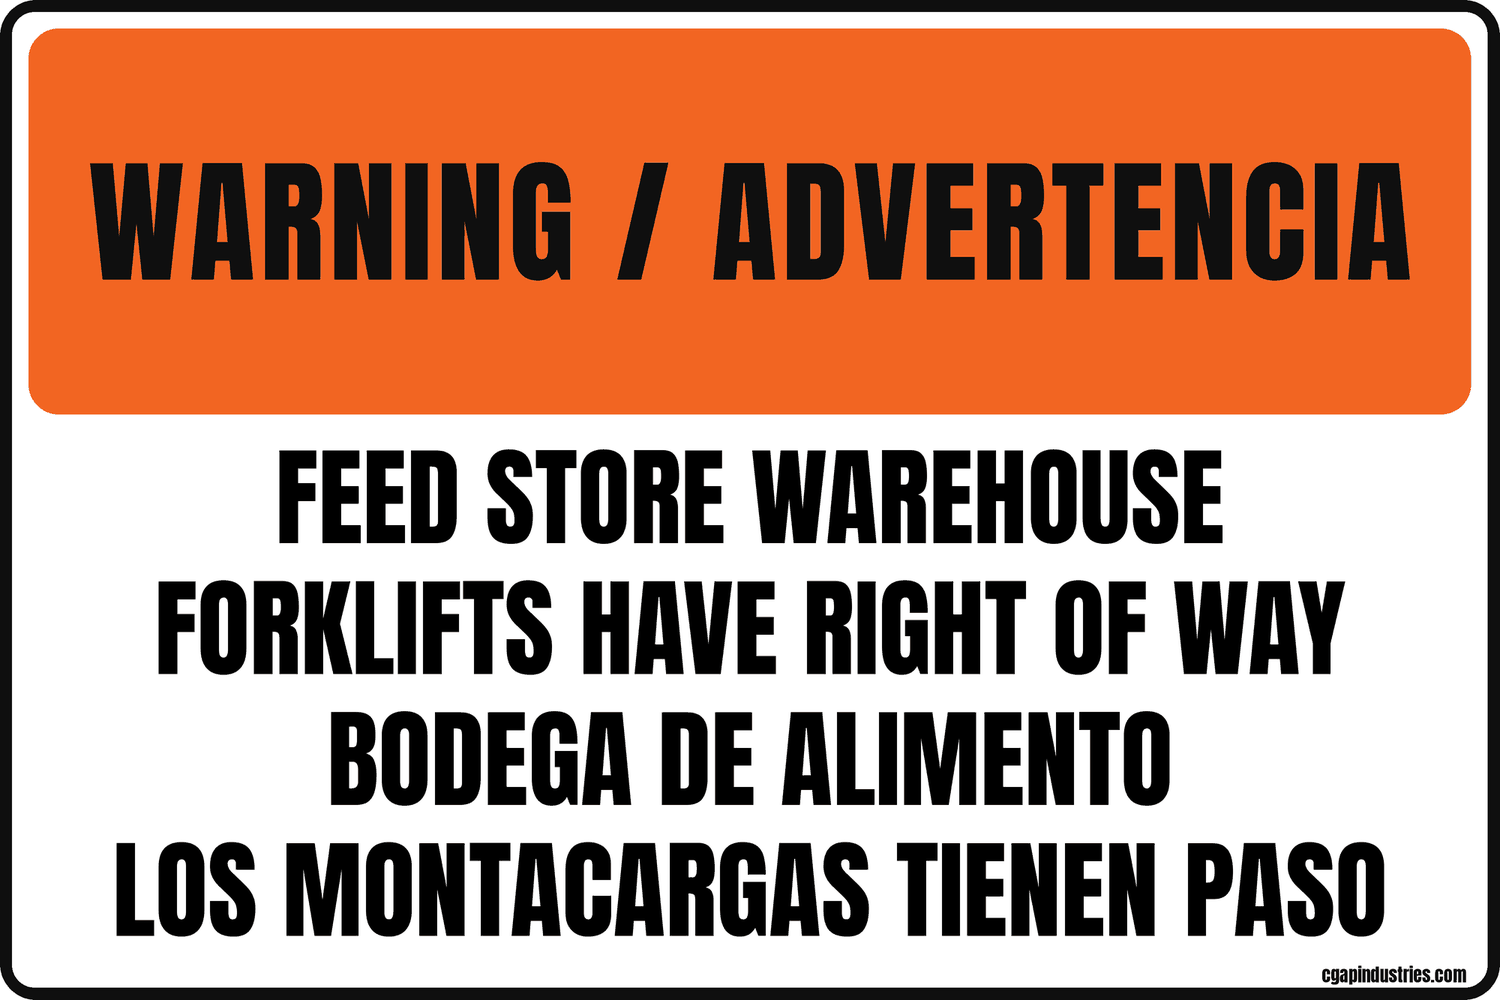 WARNING / ADVERTENCIA
FEED STORE WAREHOUSE
FORKLIFTS HAVE RIGHT OF WAY
BODEGA DE ALIMENTO
LOS MONTACARGAS TIENEN PASO
cgapindustries.com